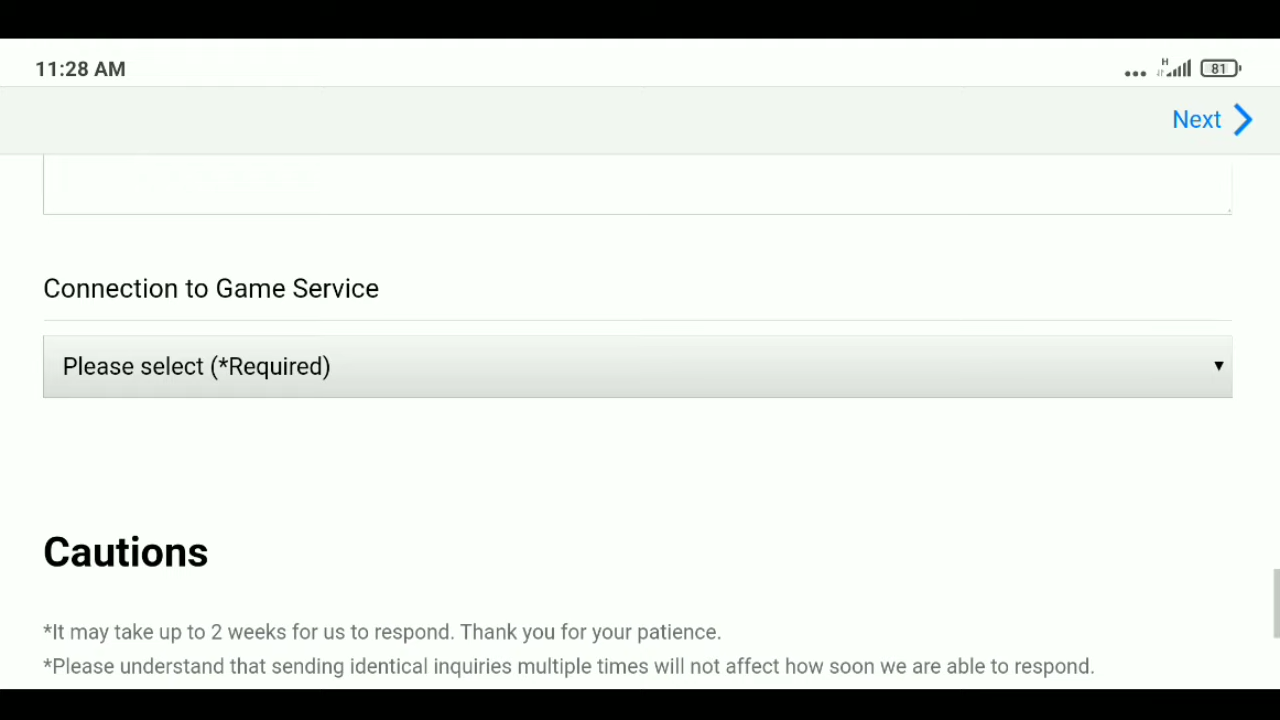 11:28 AM
H
81
Next
Connection to Game Service
Please select (*Required)
Cautions
*It may take up to 2 weeks for us to respond. Thank you for your patience.
*Please understand that sending identical inquiries multiple times will not affect how soon we are able to respond.